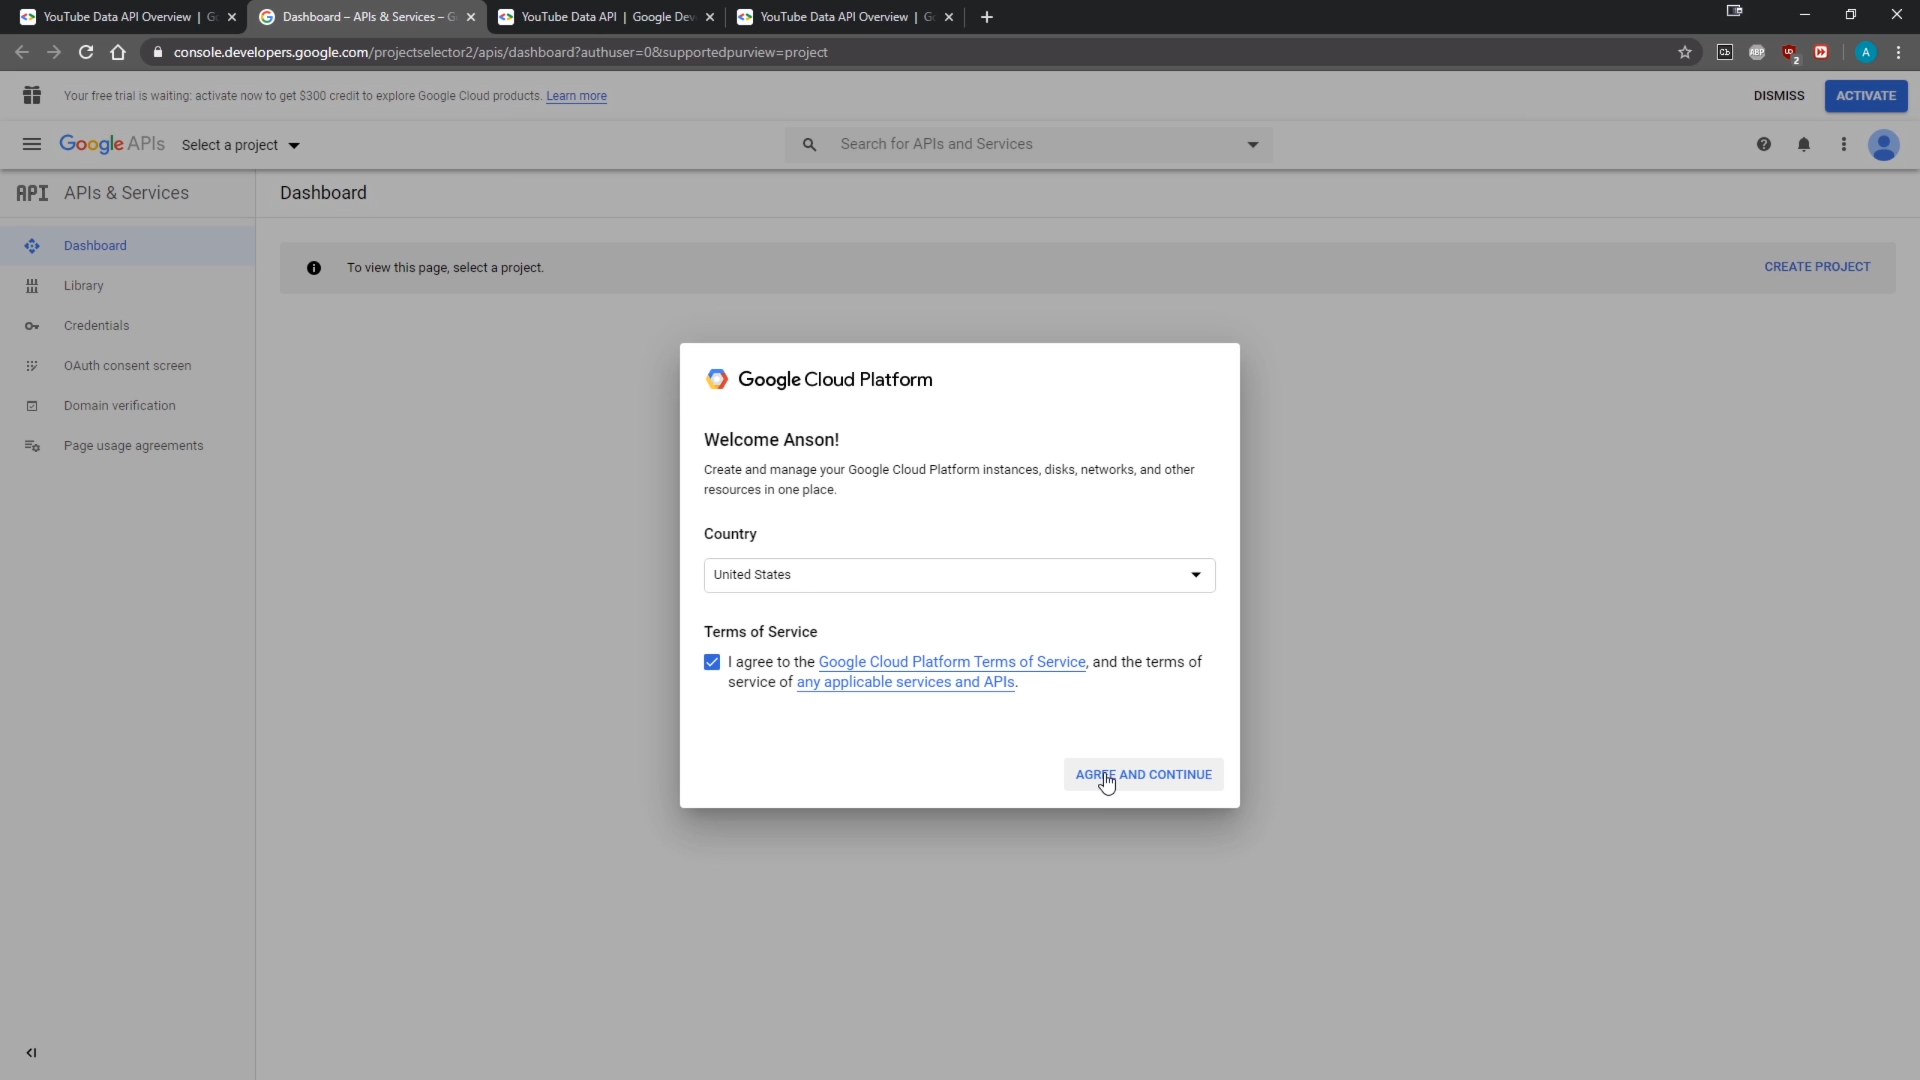 YouTube Data API Overview | G
Dashboard – APIs & Services – G
YouTube Data API | Google Dev
YouTube Data API Overview | G
console.developers.google.com/projectselector2/apis/dashboard?authuser=0&supportedpurview=project
Cb
ABP
UD
2
A
Your free trial is waiting: activate now to get $300 credit to explore Google Cloud products. Learn more
DISMISS
ACTIVATE
Google APIs
Select a project
Search for APIs and Services
API APIs & Services
Dashboard
Dashboard
Library
Credentials
OAuth consent screen
Domain verification
Page usage agreements
To view this page, select a project.
CREATE PROJECT
Google Cloud Platform
Welcome Anson!
Create and manage your Google Cloud Platform instances, disks, networks, and other
resources in one place.
Country
United States
Terms of Service
I agree to the Google Cloud Platform Terms of Service, and the terms of
service of any applicable services and APIs.
AGREE AND CONTINUE